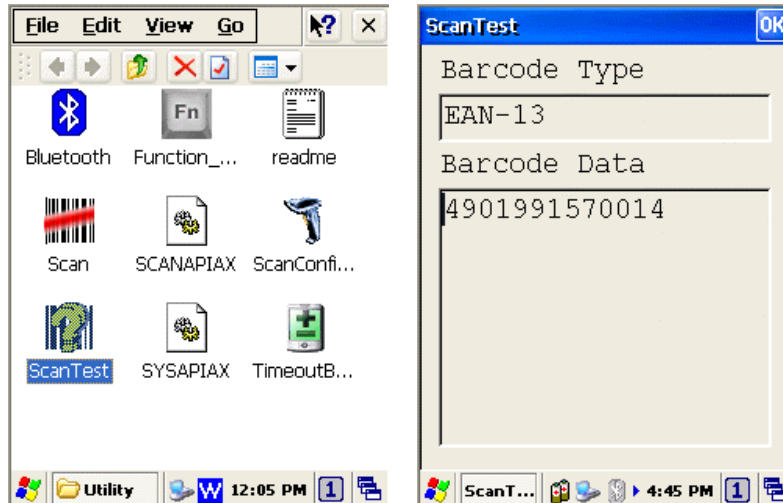 File Edit View Go
Bluetooth Function_... readme
Scan SCANAPIAX ScanConfi...
ScanTest SYSAPIAX TimeoutB...
Utility W 12:05 PM 1
ScanTest OK
Barcode Type
EAN-13
Barcode Data
4901991570014
ScanT... 4:45 PM 1